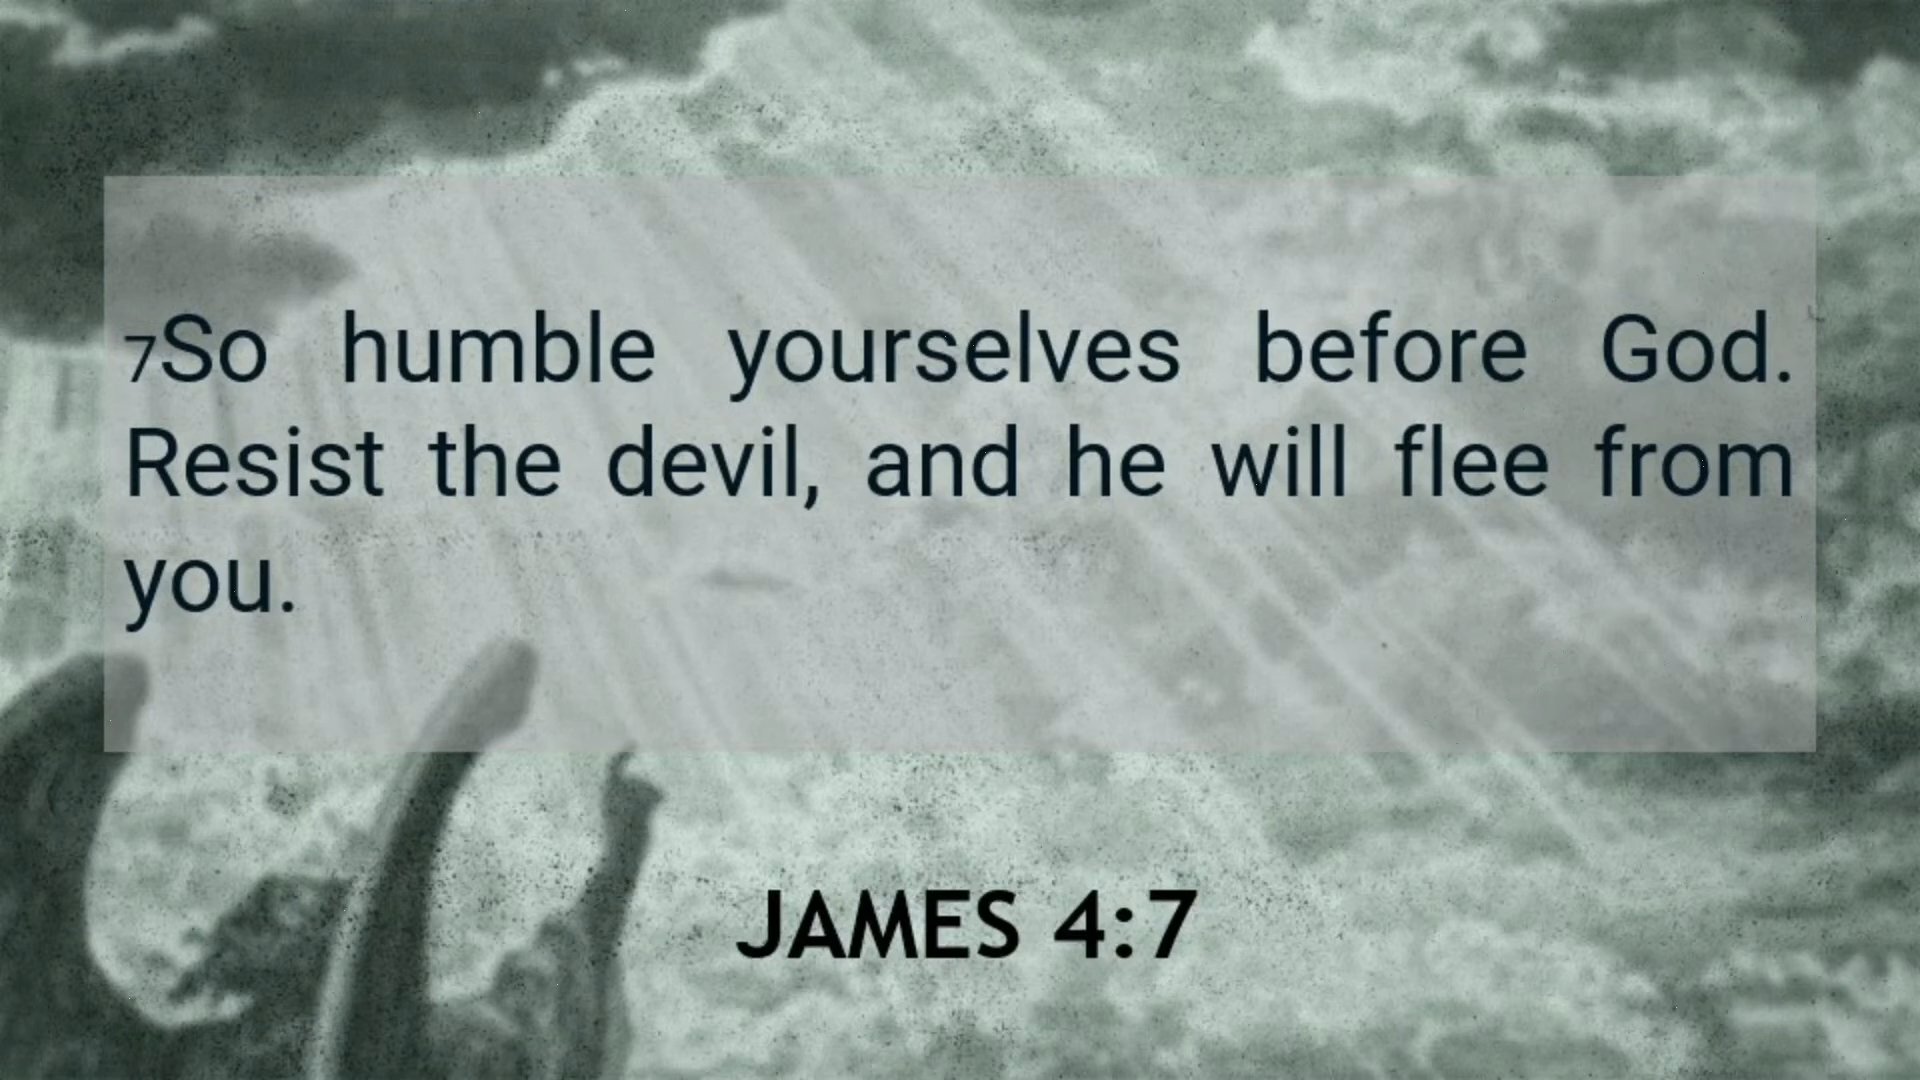 7So humble yourselves before God.
Resist the devil, and he will flee from
you.
JAMES 4:7